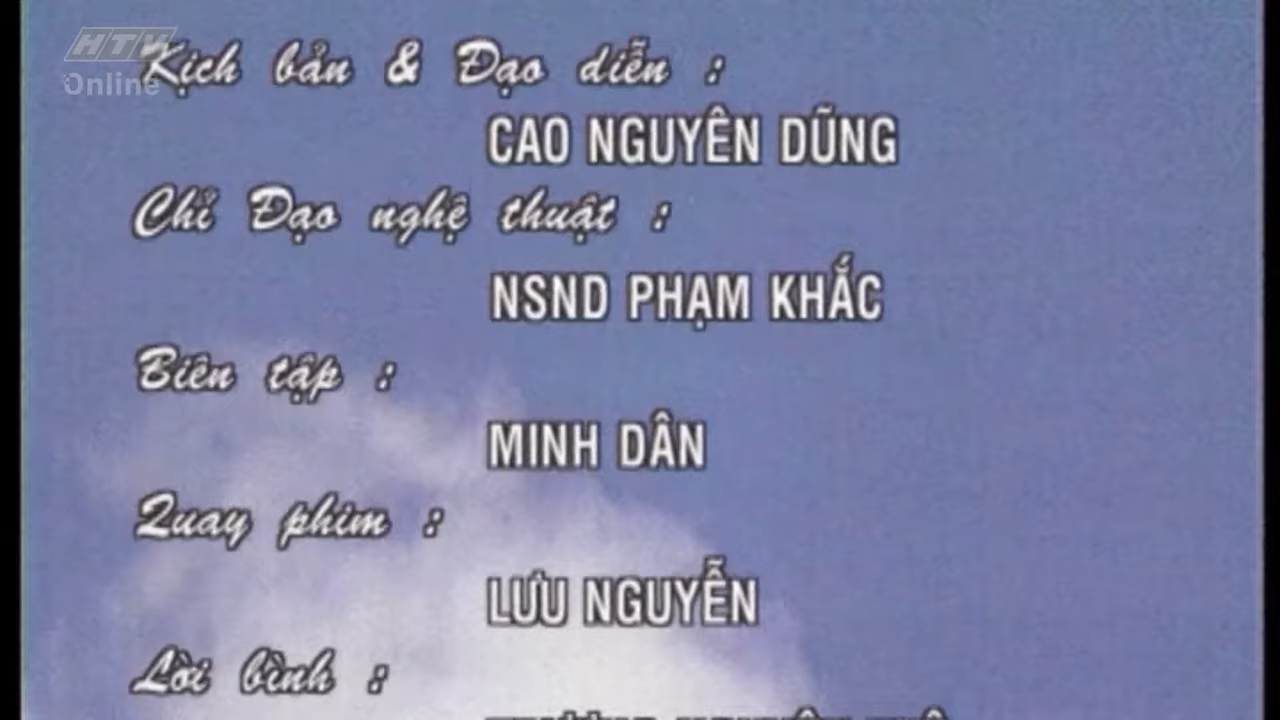 HTV
Online
Kịch bản & Đạo diễn :
CAO NGUYÊN DŨNG
Chỉ Đạo nghệ thuật :
NSND PHẠM KHẮC
Biên tập :
MINH DÂN
Quay phim :
LƯU NGUYỄN
Lời bình :